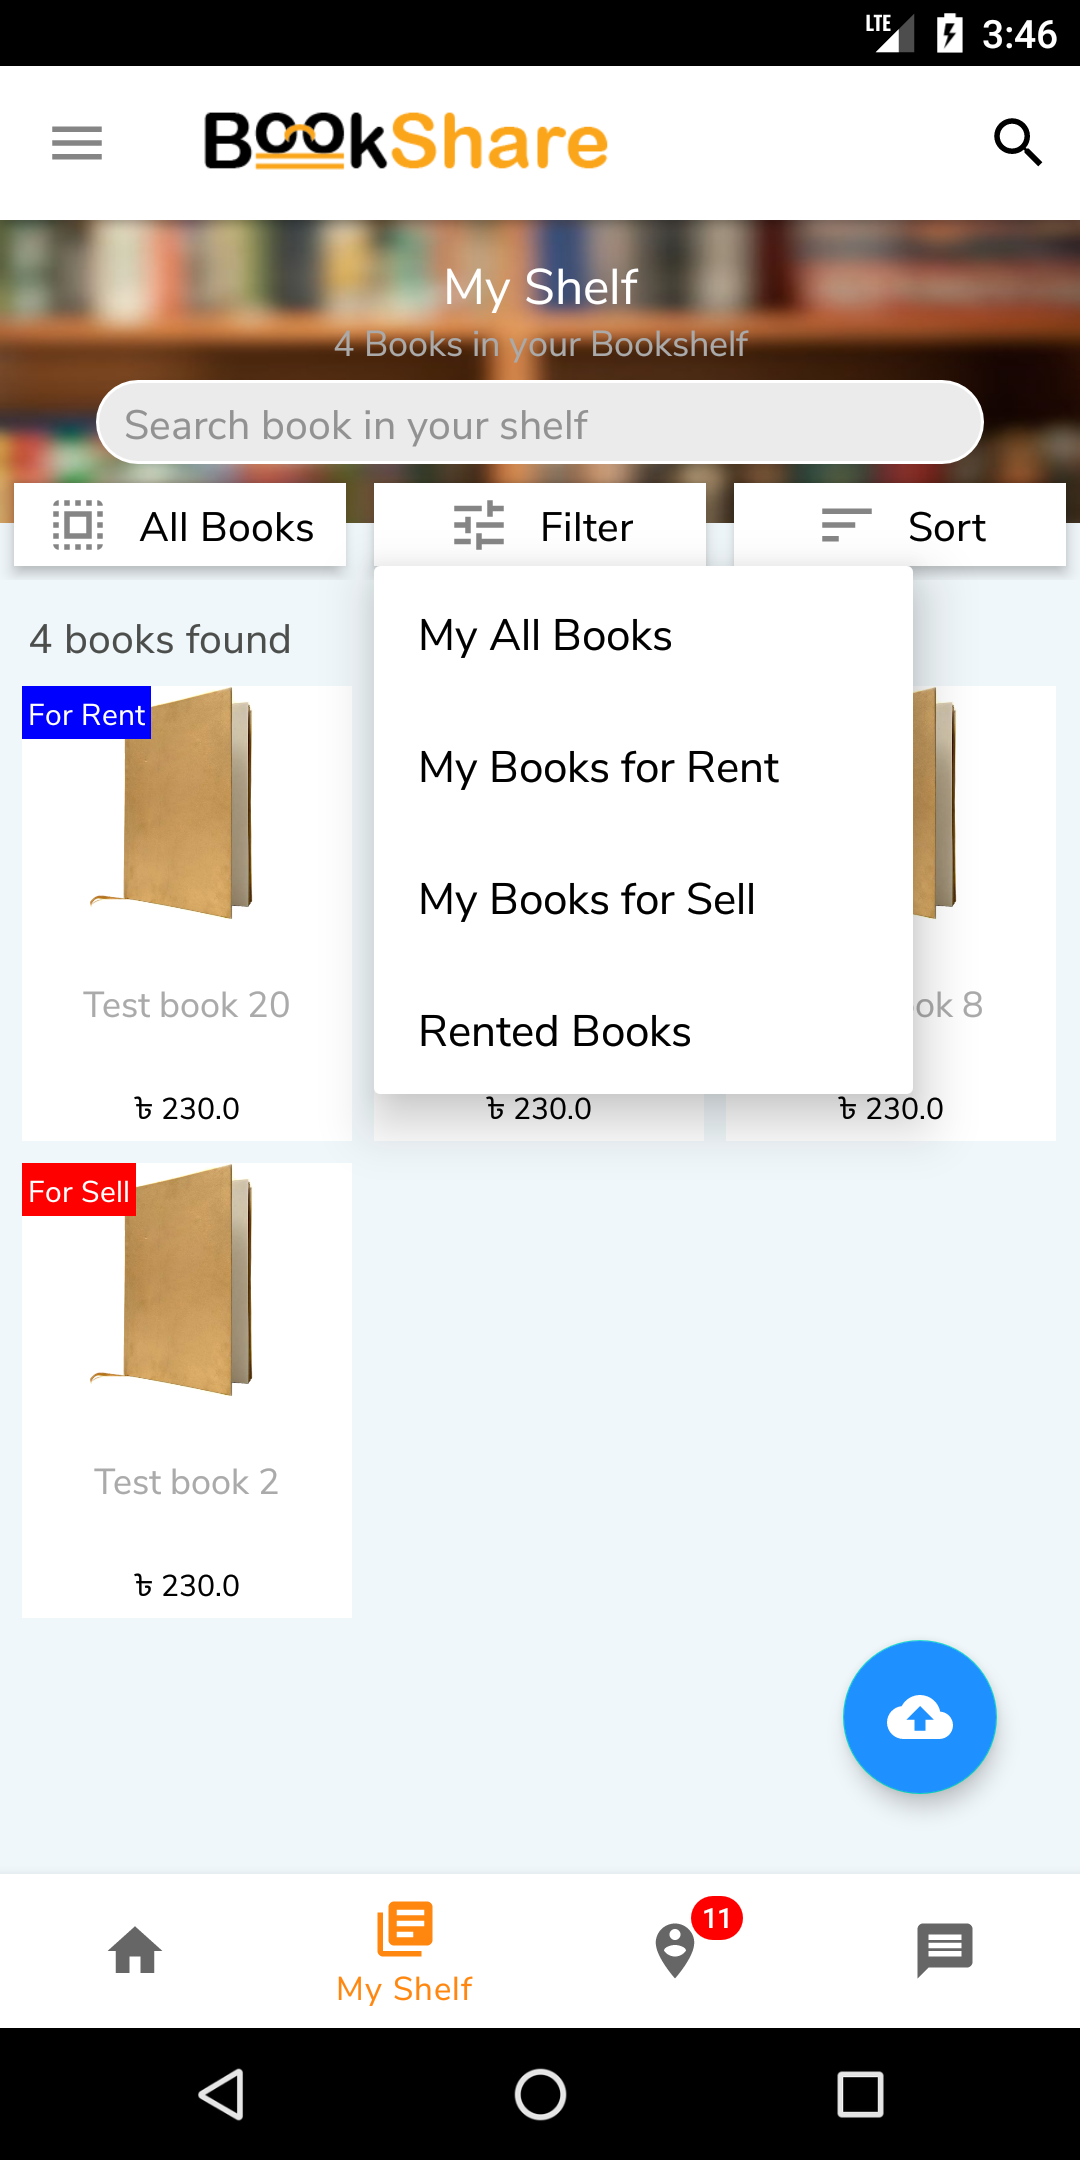 LTE 3:46
BookShare
My Shelf
4 Books in your Bookshelf
Search book in your shelf
All Books
Filter
Sort
4 books found
My All Books
My Books for Rent
My Books for Sell
Rented Books
For Rent
Test book 20
ook 8
৳ 230.0
৳ 230.0
৳ 230.0
For Sell
Test book 2
৳ 230.0
11
My Shelf